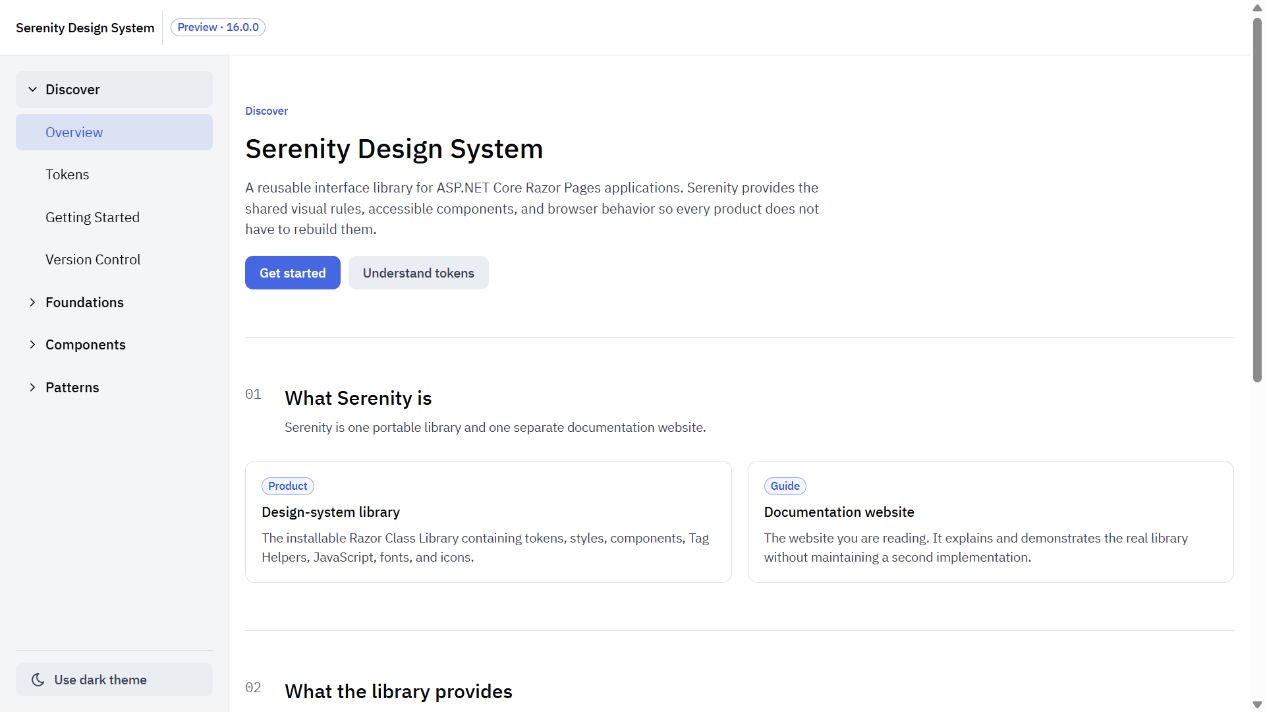 Serenity Design System
Preview · 16.0.0
Discover
Overview
Tokens
Getting Started
Version Control
Foundations
Components
Patterns
Use dark theme
Discover
Serenity Design System
A reusable interface library for ASP.NET Core Razor Pages applications. Serenity provides the
shared visual rules, accessible components, and browser behavior so every product does not
have to rebuild them.
Get started
Understand tokens
01
What Serenity is
Serenity is one portable library and one separate documentation website.
Product
Design-system library
The installable Razor Class Library containing tokens, styles, components, Tag
Helpers, JavaScript, fonts, and icons.
Guide
Documentation website
The website you are reading. It explains and demonstrates the real library
without maintaining a second implementation.
02
What the library provides